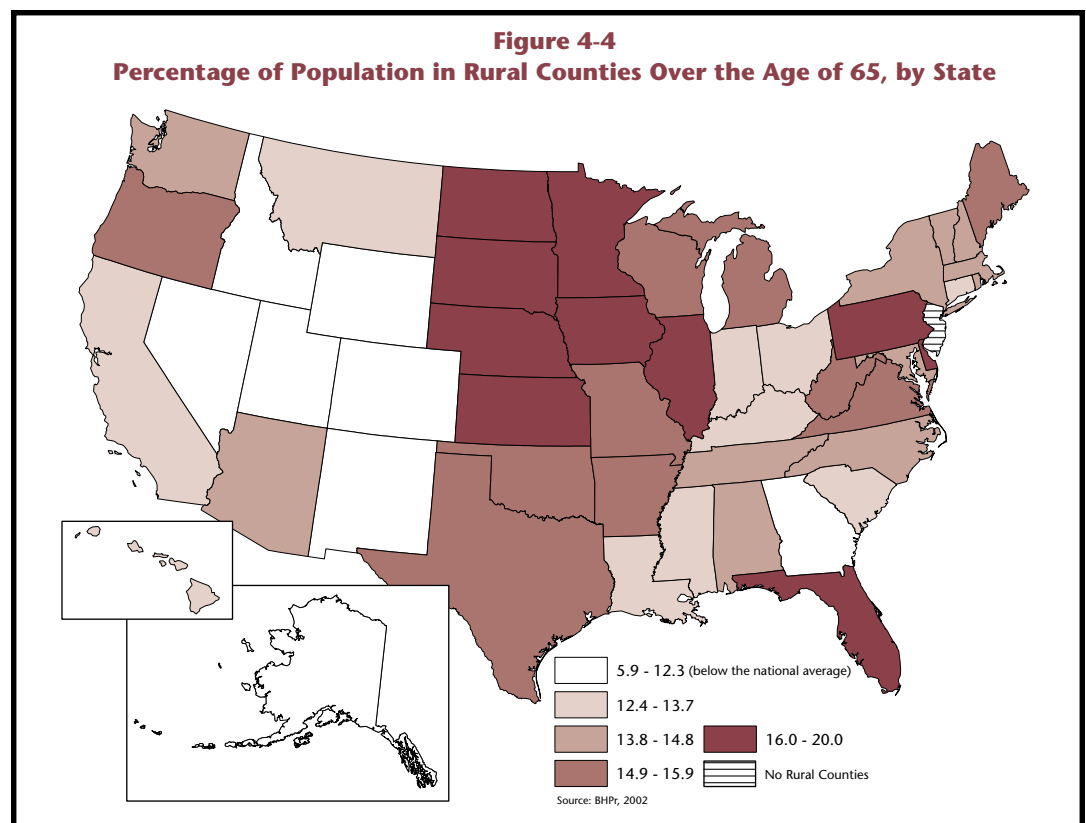 Figure 4-4
Percentage of Population in Rural Counties Over the Age of 65, by State
5.9 - 12.3 (below the national average)
12.4 - 13.7
13.8 - 14.8
16.0 - 20.0
14.9 - 15.9
No Rural Counties
Source: BHPr, 2002